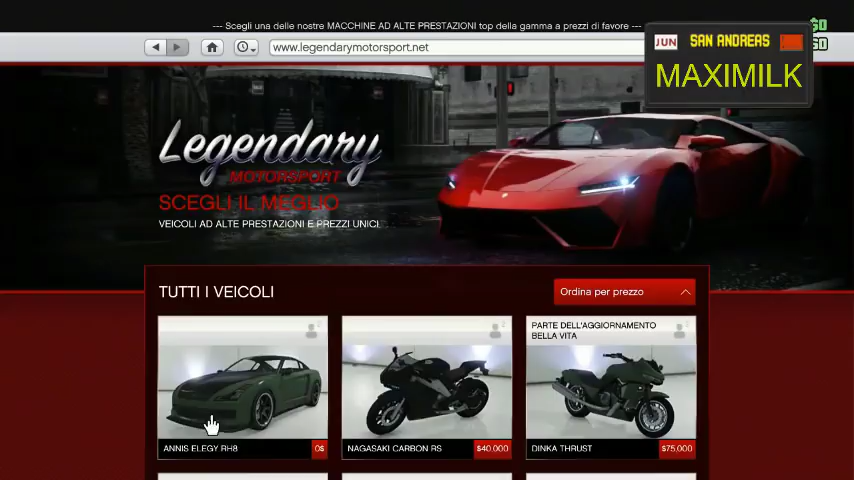 --- Scegli una delle nostre MACCHINE AD ALTE PRESTAZIONI top della gamma a prezzi di favore ---
www.legendarymotorsport.net
JUN
SAN ANDREAS
MAXIMILK
Legendary
MOTORSPORT
SCEGLI IL MEGLIO
VEICOLI AD ALTE PRESTAZIONI E PREZZI UNICI.
TUTTI I VEICOLI
Ordina per prezzo
PARTE DELL'AGGIORNAMENTO
BELLA VITA
ANNIS ELEGY RH8 0$
NAGASAKI CARBON RS $40,000
DINKA THRUST $75,000